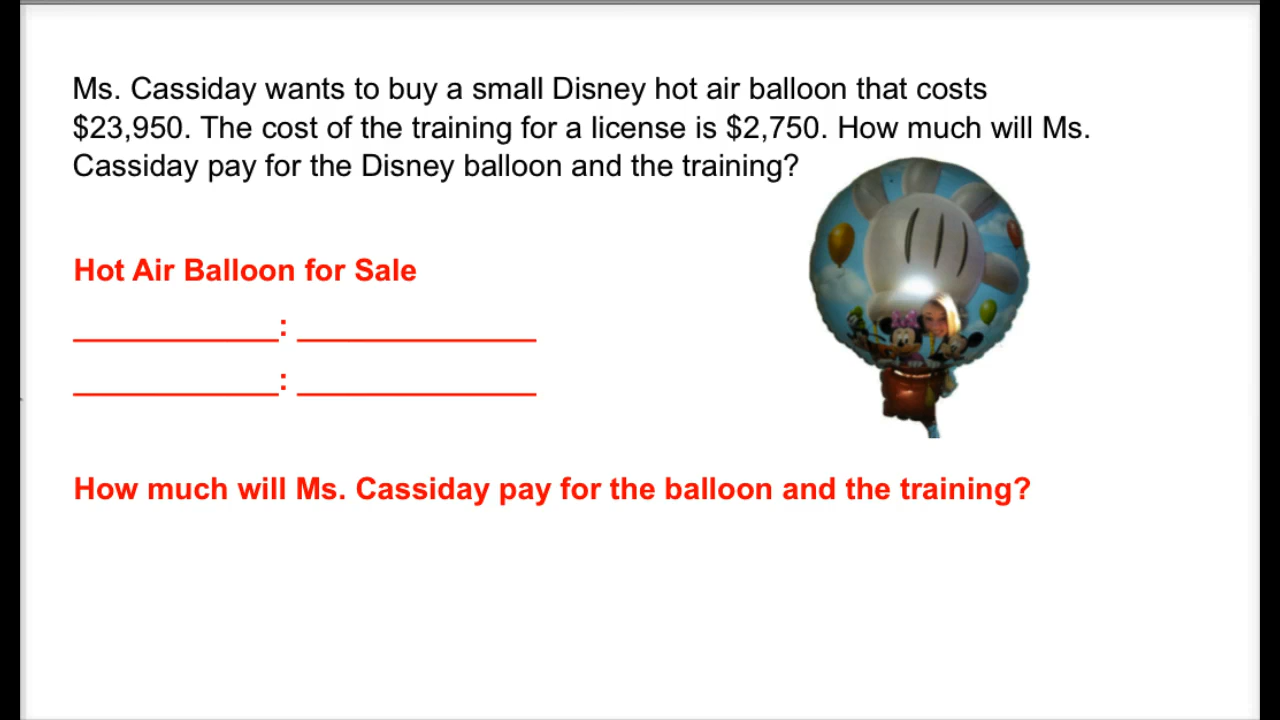 Ms. Cassiday wants to buy a small Disney hot air balloon that costs
$23,950. The cost of the training for a license is $2,750. How much will Ms.
Cassiday pay for the Disney balloon and the training?
Hot Air Balloon for Sale
____________: ______________
____________: ______________
How much will Ms. Cassiday pay for the balloon and the training?